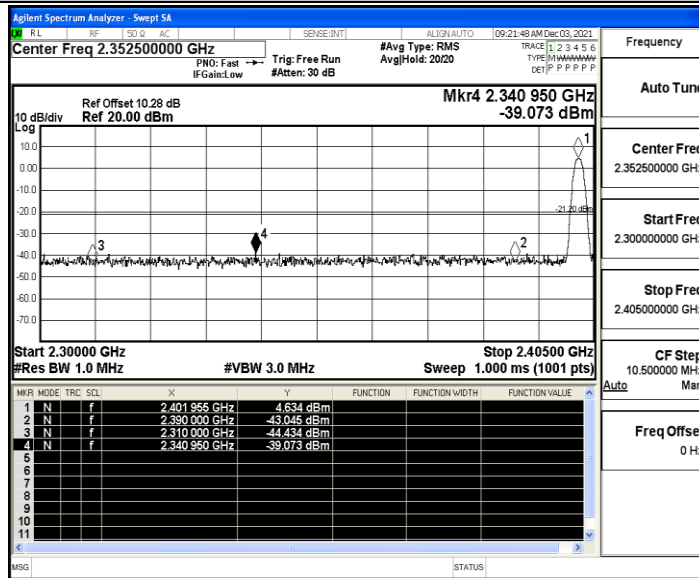 Agilent Spectrum Analyzer - Swept SA
RL RF 50 Ω AC SENSE:INT ALIGN AUTO 09:21:48 AM Dec 03, 2021
Center Freq 2.352500000 GHz
PNO: Fast
IFGain:Low
Trig: Free Run
#Atten: 30 dB
#Avg Type: RMS
Avg|Hold: 20/20
TRACE 1 2 3 4 5 6
TYPE
DET P P P P P P
Frequency
Auto Tune
Center Freq
2.352500000 GHz
Start Freq
2.300000000 GHz
Stop Freq
2.405000000 GHz
CF Step
10.500000 MHz
Auto Man
Freq Offset
0 Hz
Mkr4 2.340 950 GHz
-39.073 dBm
Ref Offset 10.28 dB
10 dB/div Ref 20.00 dBm
Log
10.0
0.00
-10.0
-20.0
-30.0
-40.0
-50.0
-60.0
-70.0
1
-21.20 dBm
3
4
2
Start 2.30000 GHz Stop 2.40500 GHz
#Res BW 1.0 MHz #VBW 3.0 MHz Sweep 1.000 ms (1001 pts)
MKR MODE TRC SCL X Y FUNCTION FUNCTION WIDTH FUNCTION VALUE
1 N f 2.401 955 GHz 4.634 dBm
2 N f 2.390 000 GHz -43.045 dBm
3 N f 2.310 000 GHz -44.434 dBm
4 N f 2.340 950 GHz -39.073 dBm
5
6
7
8
9
10
11
MSG STATUS